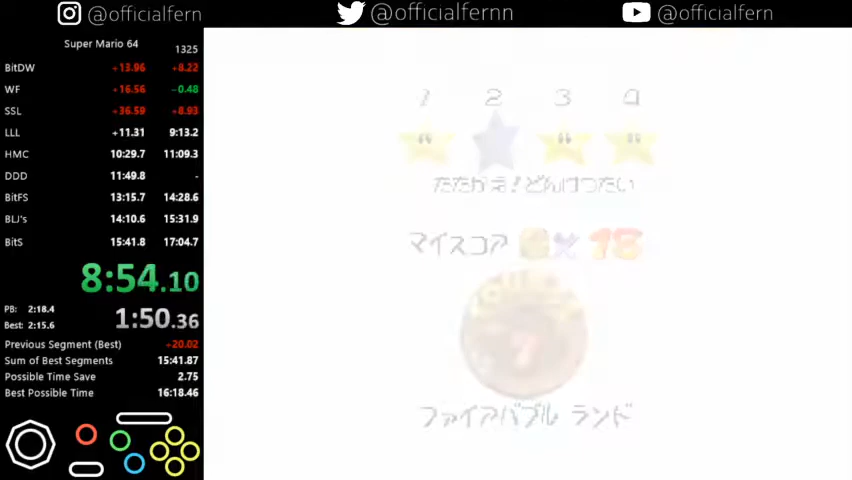 @officialfern @officialfernn @officialfern
Super Mario 64 1325
BitDW +13.96 +8.22
WF +16.56 -0.48
SSL +36.59 +8.93
LLL +11.31 9:13.2
HMC 10:29.7 11:09.3
DDD 11:49.8 -
BitFS 13:15.7 14:28.6
BLJ's 14:10.6 15:31.9
BitS 15:41.8 17:04.7
8:54.10
PB: 2:18.4
Best: 2:15.6
1:50.36
Previous Segment (Best) +20.02
Sum of Best Segments 15:41.87
Possible Time Save 2.75
Best Possible Time 16:18.46
1 2 3 4
たたかえ!どんけつたい
マイスコア × 18
7
ファイアバブル ランド